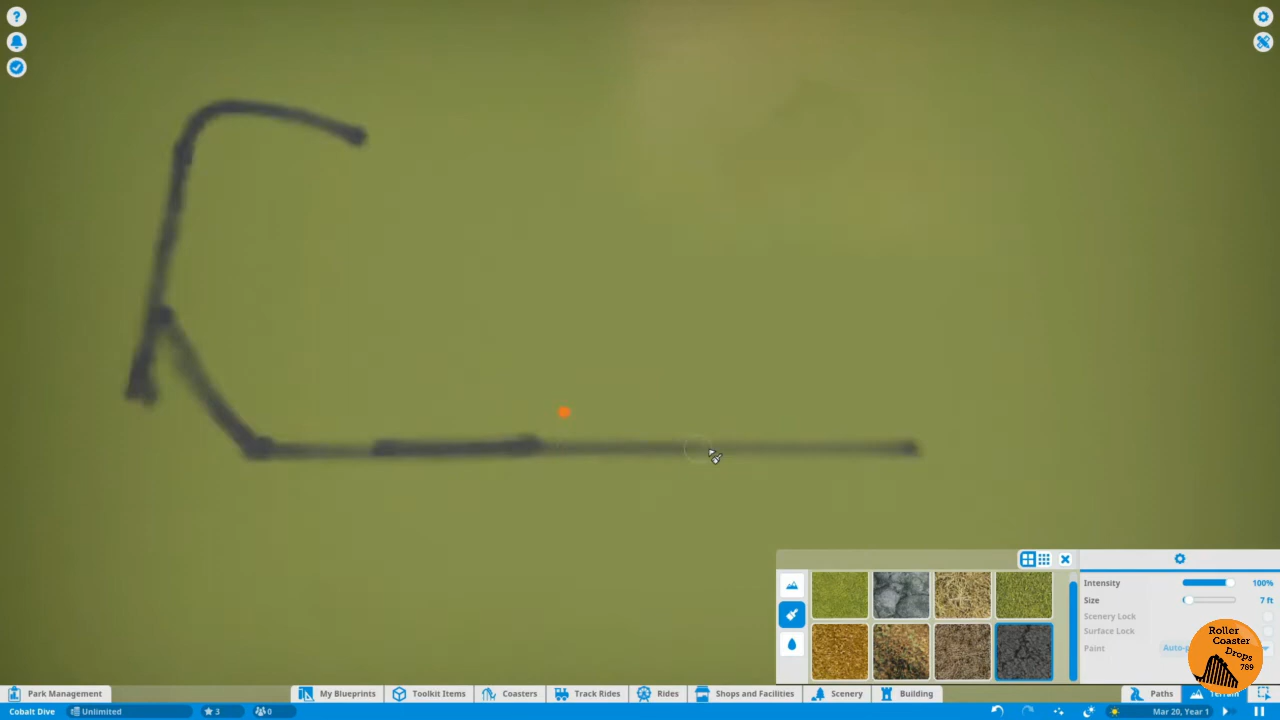 Intensity 100%
Size 7 ft
Scenery Lock
Surface Lock
Paint
Roller
Coaster
Drops
789
Park Management
My Blueprints
Toolkit Items
Coasters
Track Rides
Rides
Shops and Facilities
Scenery
Building
Paths
Terrain
Cobalt Dive
Unlimited
3
0
Mar 20, Year 1